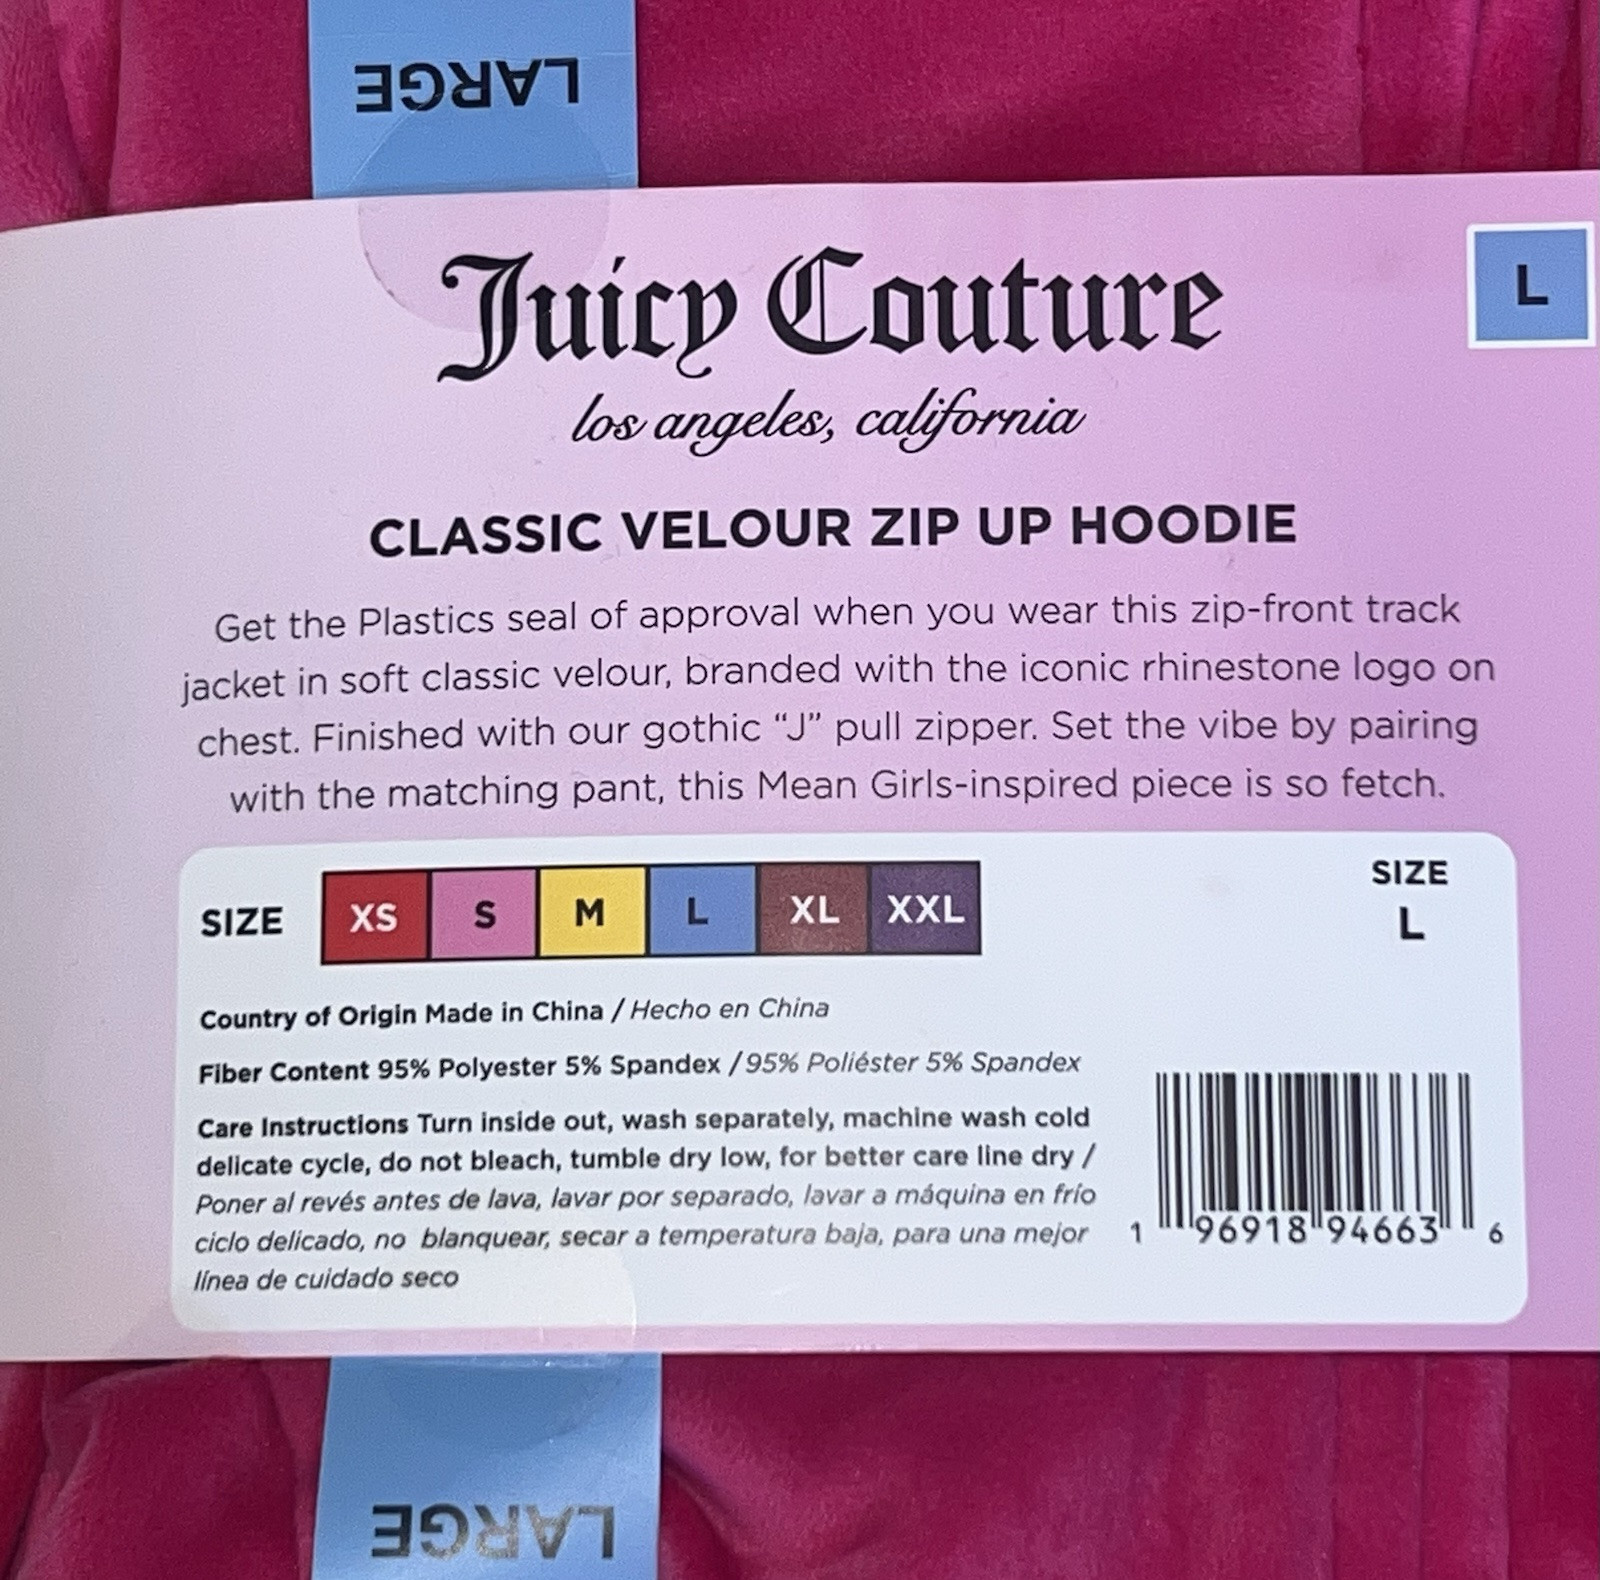 LARGE
Juicy Couture
los angeles, california
L
CLASSIC VELOUR ZIP UP HOODIE
Get the Plastics seal of approval when you wear this zip-front track
jacket in soft classic velour, branded with the iconic rhinestone logo on
chest. Finished with our gothic “J” pull zipper. Set the vibe by pairing
with the matching pant, this Mean Girls-inspired piece is so fetch.
SIZE XS S M L XL XXL
SIZE
L
Country of Origin Made in China / Hecho en China
Fiber Content 95% Polyester 5% Spandex / 95% Poliéster 5% Spandex
Care Instructions Turn inside out, wash separately, machine wash cold
delicate cycle, do not bleach, tumble dry low, for better care line dry /
Poner al revés antes de lava, lavar por separado, lavar a máquina en frío
ciclo delicado, no blanquear, secar a temperatura baja, para una mejor
línea de cuidado seco
1 96918 94663 6
LARGE